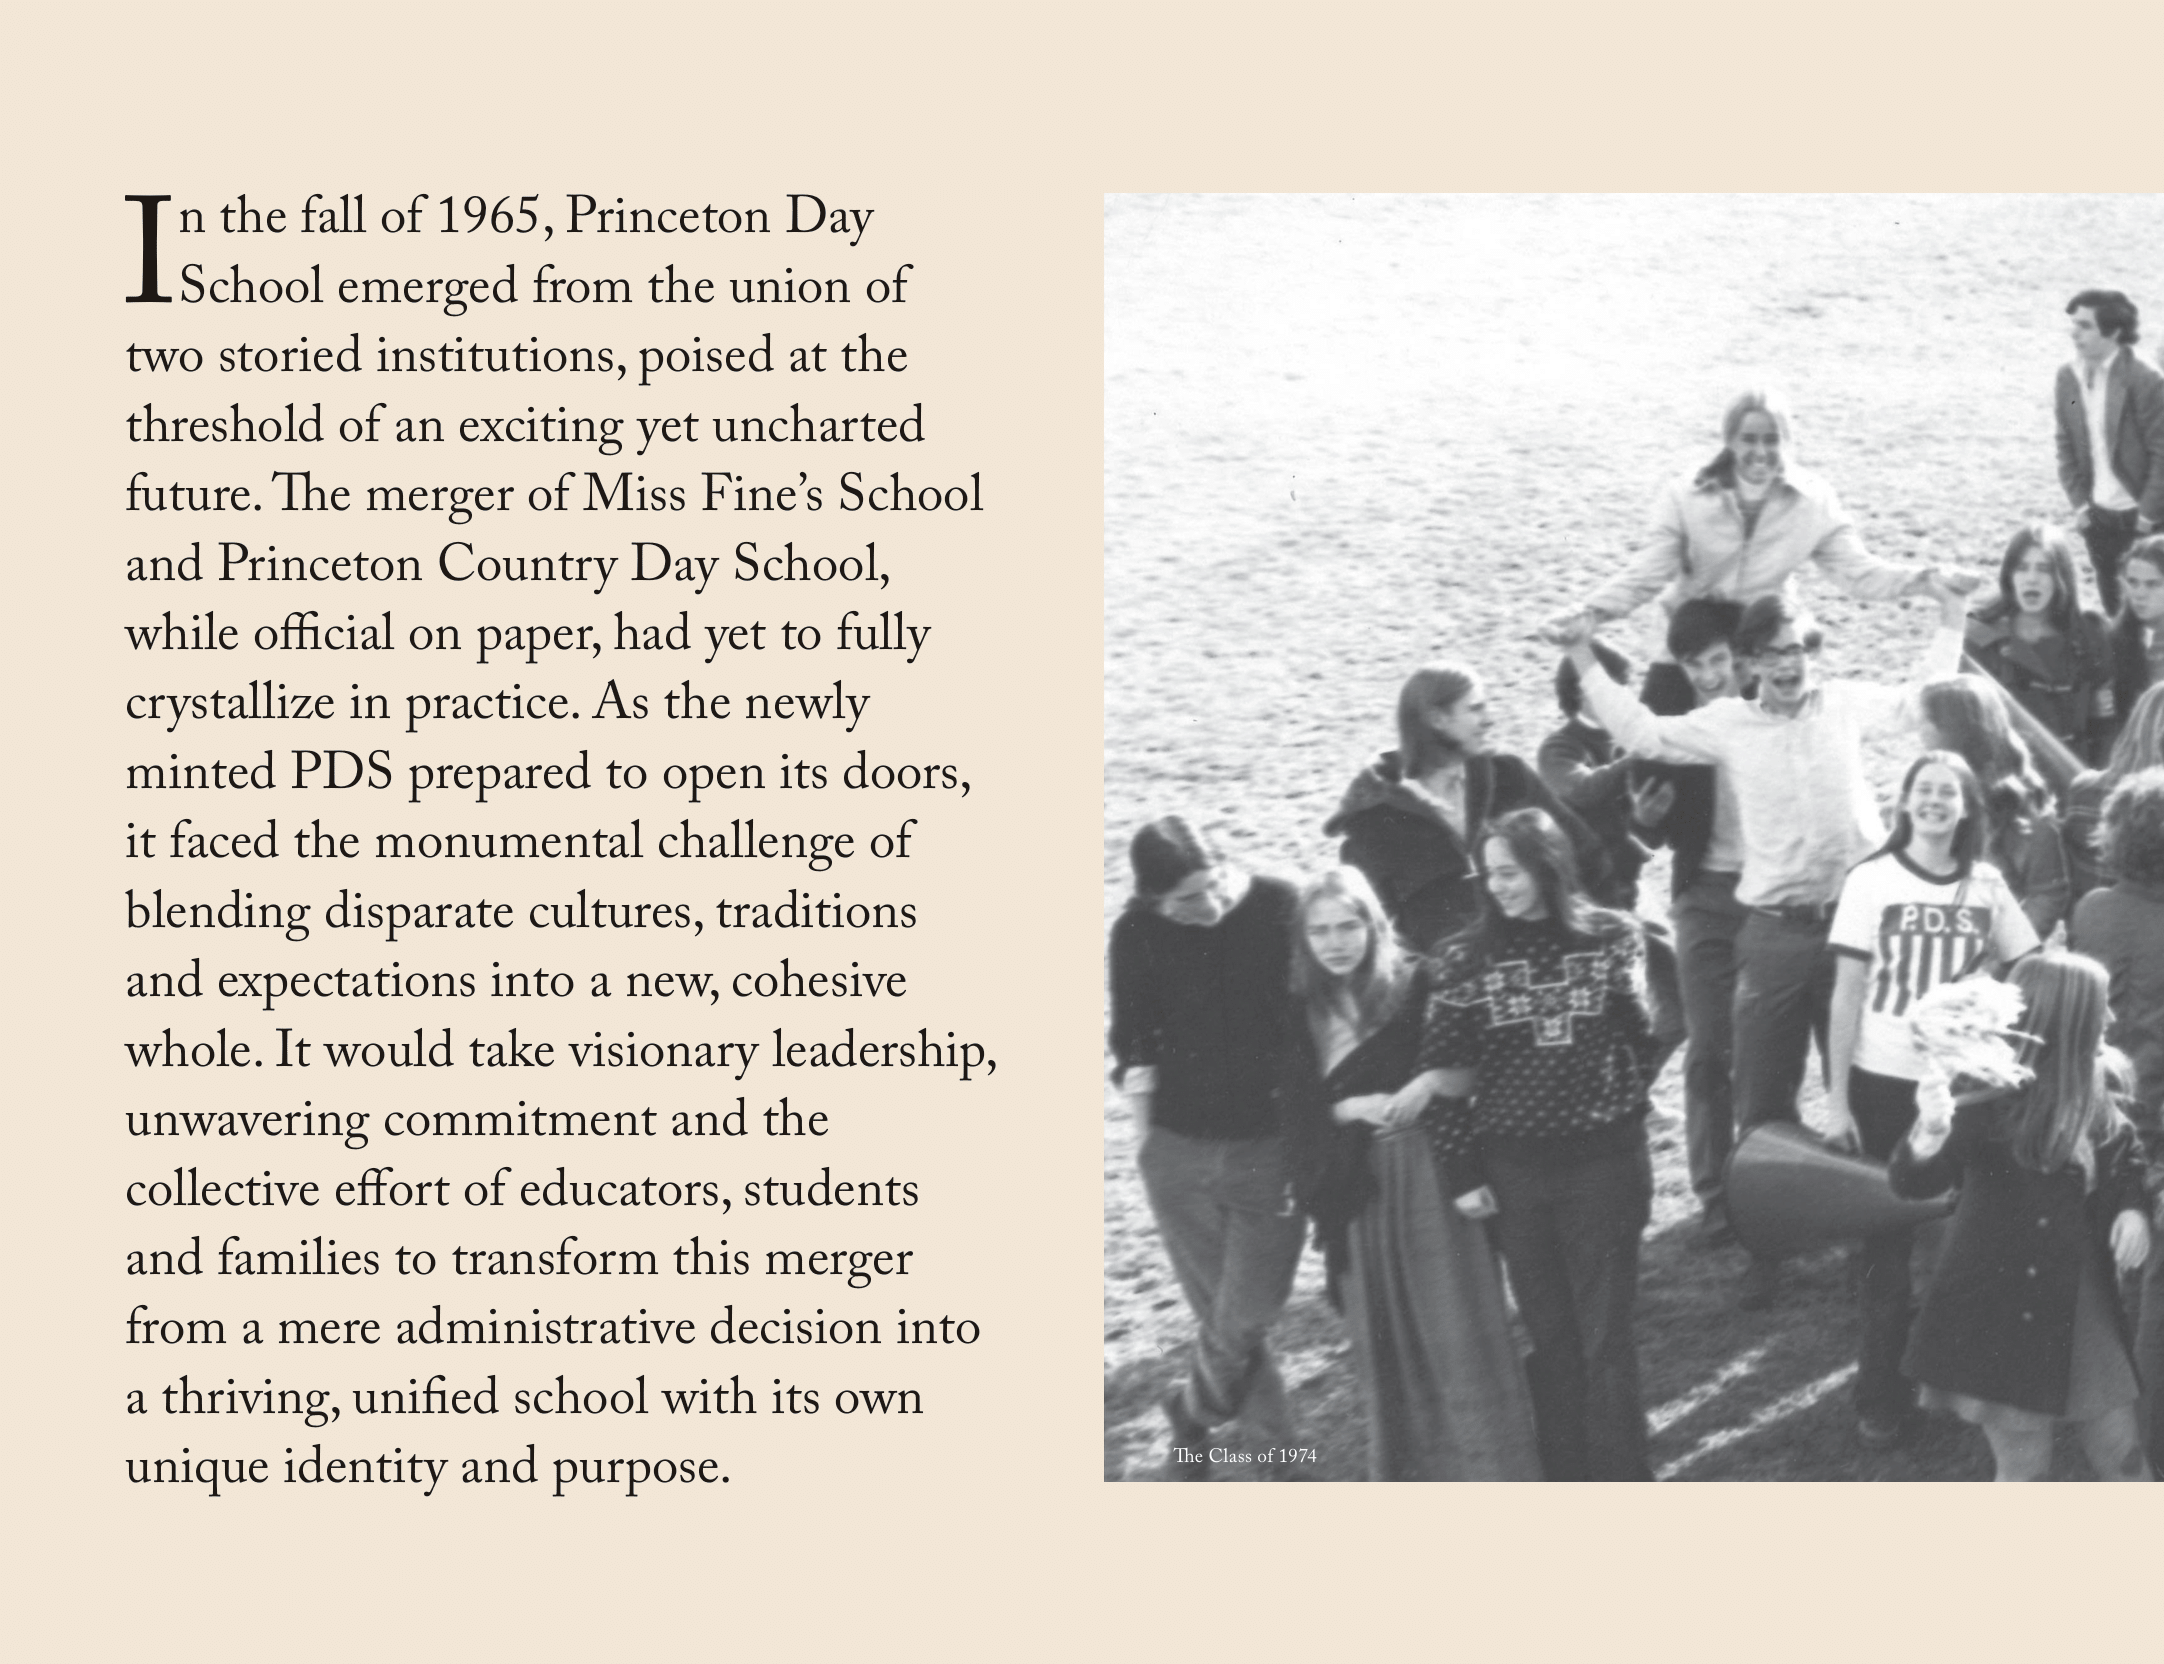 In the fall of 1965, Princeton Day
School emerged from the union of
two storied institutions, poised at the
threshold of an exciting yet uncharted
future. The merger of Miss Fine’s School
and Princeton Country Day School,
while official on paper, had yet to fully
crystallize in practice. As the newly
minted PDS prepared to open its doors,
it faced the monumental challenge of
blending disparate cultures, traditions
and expectations into a new, cohesive
whole. It would take visionary leadership,
unwavering commitment and the
collective effort of educators, students
and families to transform this merger
from a mere administrative decision into
a thriving, unified school with its own
unique identity and purpose.
P.D.S.
The Class of 1974